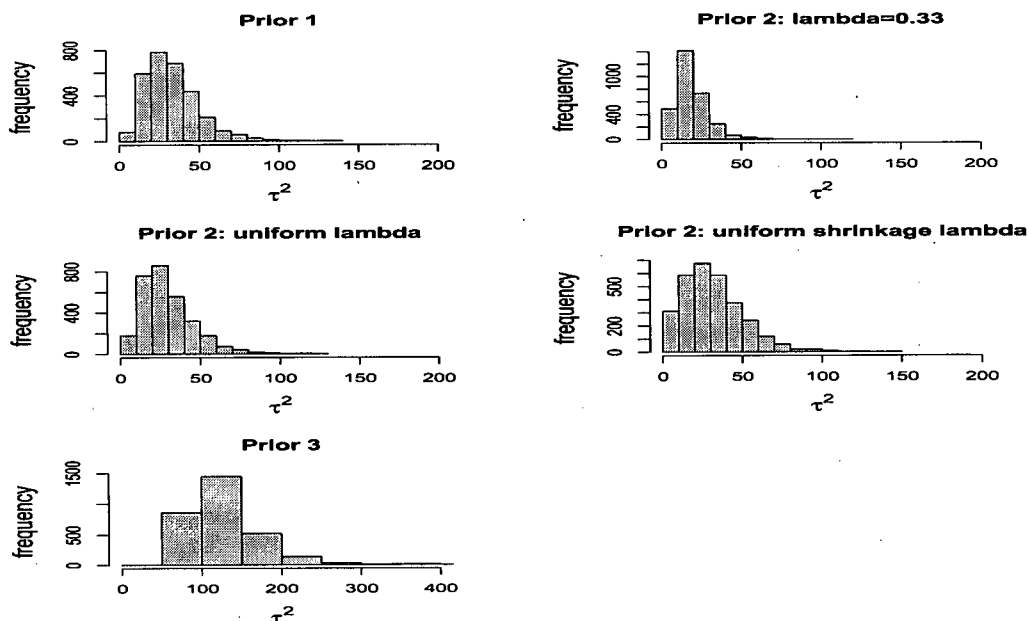 Prior 1
frequency
0 400 800
0 50 100 150 200
τ²
Prior 2: lambda=0.33
frequency
0 400 1000
0 50 100 150 200
τ²
Prior 2: uniform lambda
frequency
0 400 800
0 50 100 150 200
τ²
Prior 2: uniform shrinkage lambda
frequency
0 200 500
0 50 100 150 200
τ²
Prior 3
frequency
0 500 1500
0 100 200 300 400
τ²